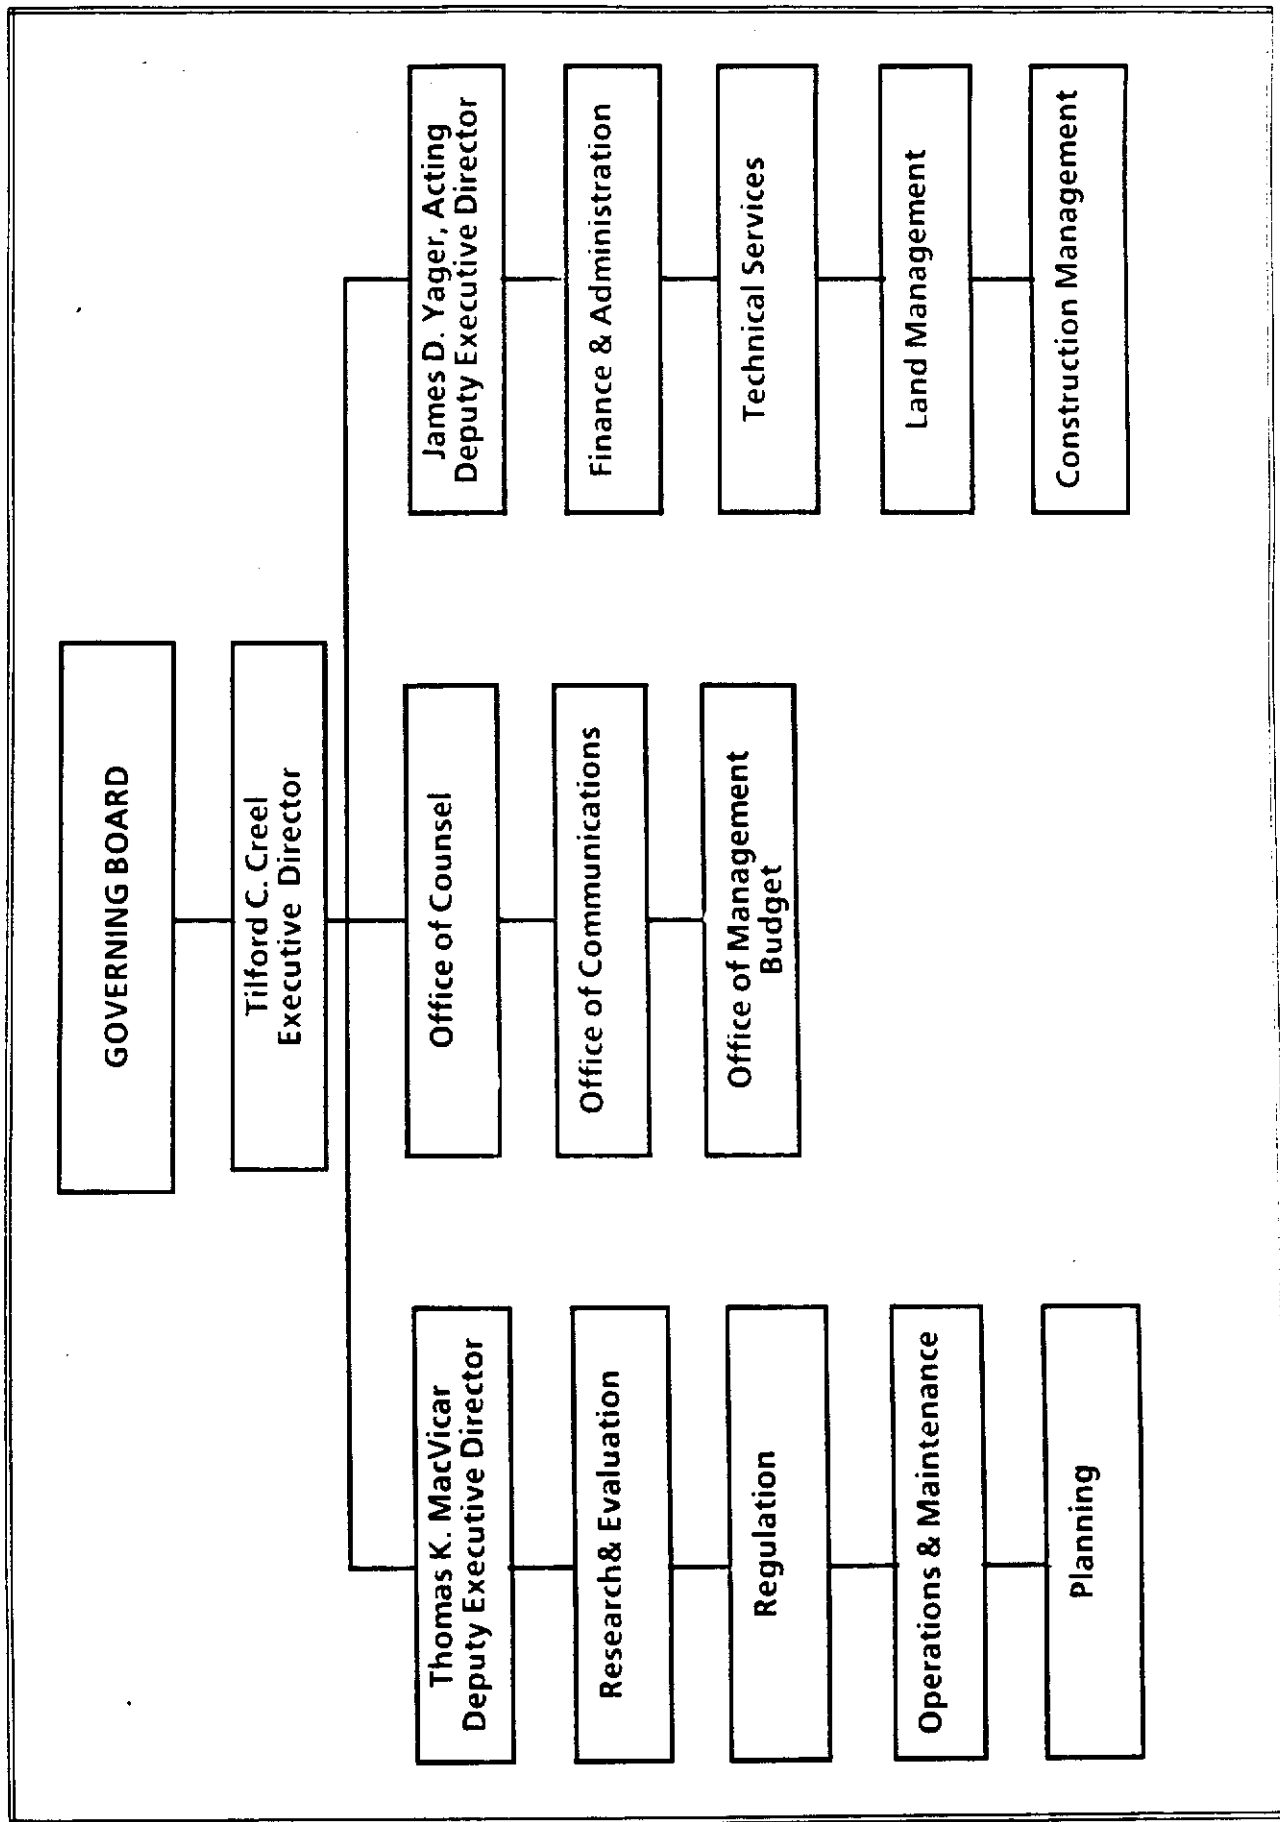 GOVERNING BOARD
Tilford C. Creel
Executive Director
Thomas K. MacVicar
Deputy Executive Director
Research& Evaluation
Regulation
Operations & Maintenance
Planning
Office of Counsel
Office of Communications
Office of Management
Budget
James D. Yager, Acting
Deputy Executive Director
Finance & Administration
Technical Services
Land Management
Construction Management